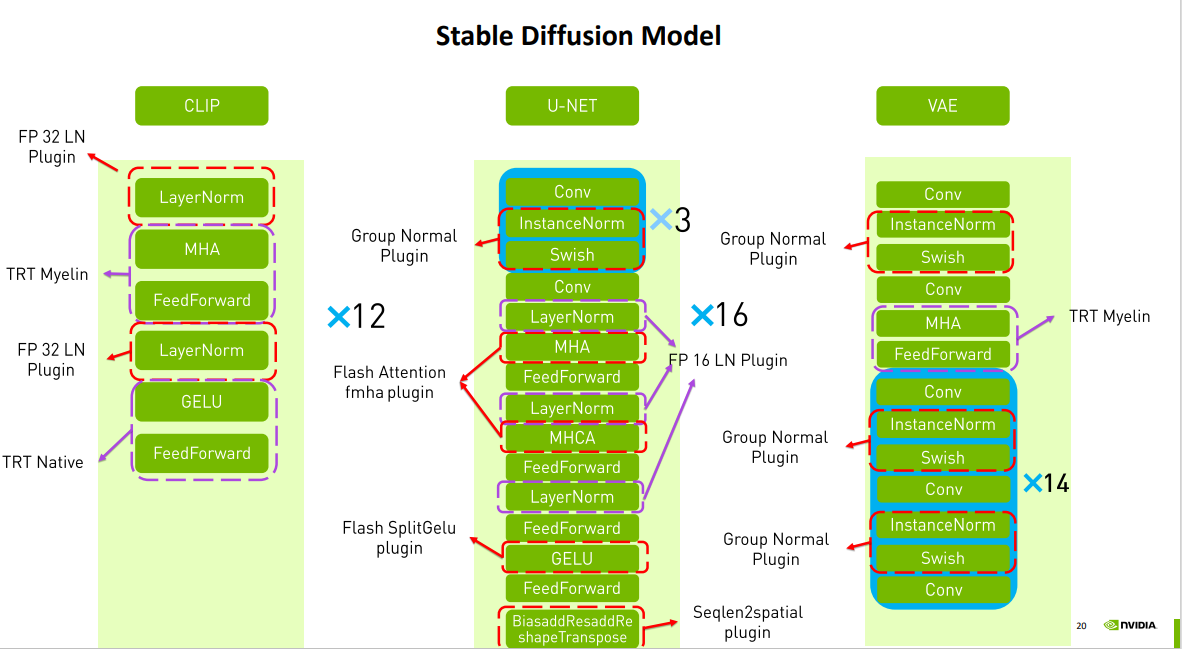 Stable Diffusion Model
CLIP
FP 32 LN
Plugin
LayerNorm
MHA
TRT Myelin
FeedForward
FP 32 LN
Plugin
LayerNorm
GELU
TRT Native
FeedForward
×12
U-NET
Conv
InstanceNorm
Swish
×3
Group Normal
Plugin
Conv
LayerNorm
×16
MHA
FP 16 LN Plugin
Flash Attention
fmha plugin
FeedForward
LayerNorm
MHCA
FeedForward
LayerNorm
FeedForward
Flash SplitGelu
plugin
GELU
FeedForward
BiasaddResaddRe
shapeTranspose
Seqlen2spatial
plugin
VAE
Conv
InstanceNorm
Swish
Group Normal
Plugin
Conv
MHA
FeedForward
TRT Myelin
Conv
InstanceNorm
Swish
Group Normal
Plugin
Conv
×14
InstanceNorm
Swish
Group Normal
Plugin
Conv
20
NVIDIA.